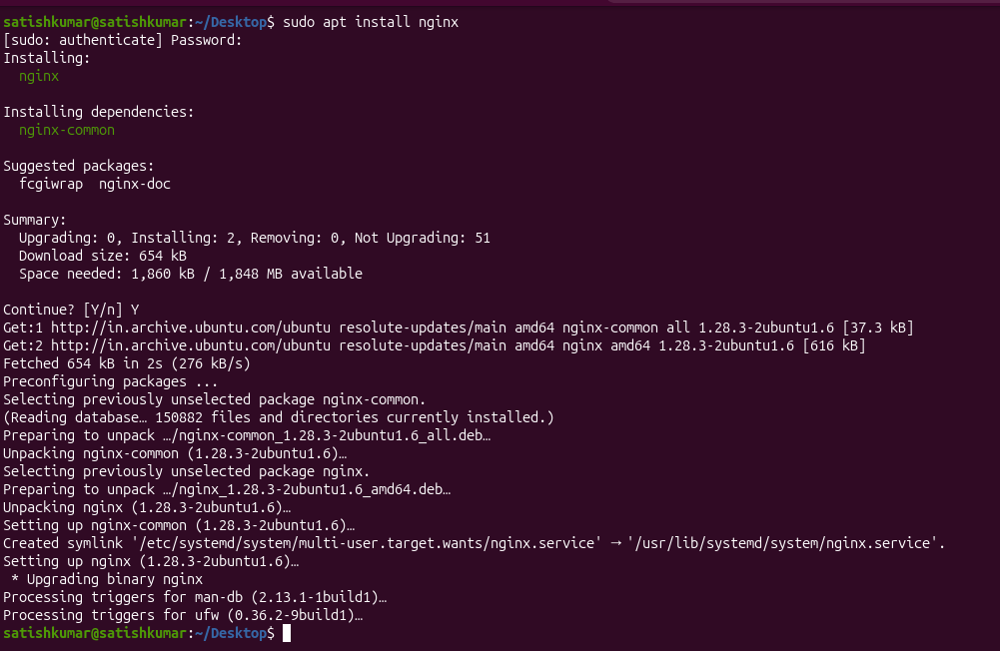 satishkumar@satishkumar:~/Desktop$ sudo apt install nginx
[sudo: authenticate] Password:
Installing:
  nginx

Installing dependencies:
  nginx-common

Suggested packages:
  fcgiwrap  nginx-doc

Summary:
  Upgrading: 0, Installing: 2, Removing: 0, Not Upgrading: 51
  Download size: 654 kB
  Space needed: 1,860 kB / 1,848 MB available

Continue? [Y/n] Y
Get:1 http://in.archive.ubuntu.com/ubuntu resolute-updates/main amd64 nginx-common all 1.28.3-2ubuntu1.6 [37.3 kB]
Get:2 http://in.archive.ubuntu.com/ubuntu resolute-updates/main amd64 nginx amd64 1.28.3-2ubuntu1.6 [616 kB]
Fetched 654 kB in 2s (276 kB/s)
Preconfiguring packages ...
Selecting previously unselected package nginx-common.
(Reading database… 150882 files and directories currently installed.)
Preparing to unpack …/nginx-common_1.28.3-2ubuntu1.6_all.deb…
Unpacking nginx-common (1.28.3-2ubuntu1.6)…
Selecting previously unselected package nginx.
Preparing to unpack …/nginx_1.28.3-2ubuntu1.6_amd64.deb…
Unpacking nginx (1.28.3-2ubuntu1.6)…
Setting up nginx-common (1.28.3-2ubuntu1.6)…
Created symlink '/etc/systemd/system/multi-user.target.wants/nginx.service' → '/usr/lib/systemd/system/nginx.service'.
Setting up nginx (1.28.3-2ubuntu1.6)…
 * Upgrading binary nginx
Processing triggers for man-db (2.13.1-1build1)…
Processing triggers for ufw (0.36.2-9build1)…
satishkumar@satishkumar:~/Desktop$